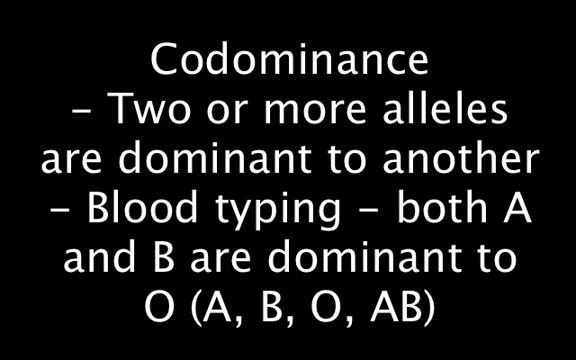 Codominance
– Two or more alleles
are dominant to another
– Blood typing – both A
and B are dominant to
O (A, B, O, AB)